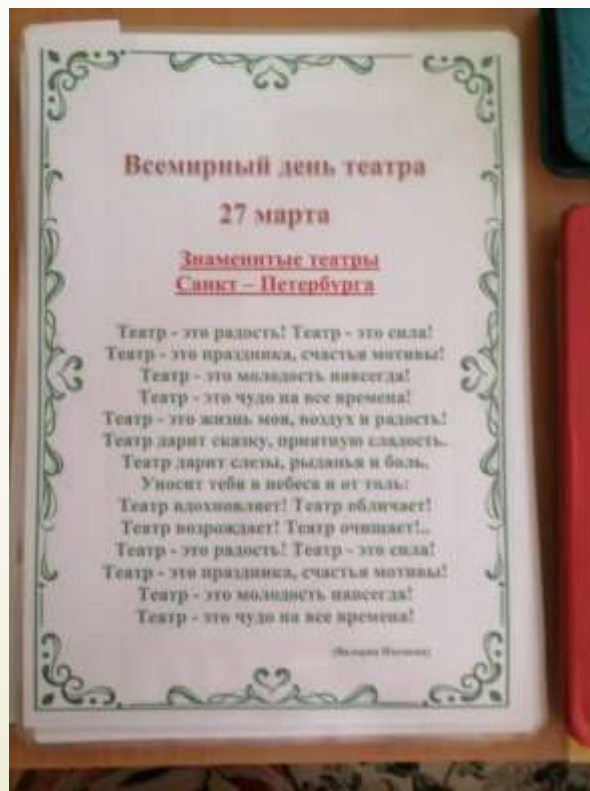 Всемирный день театра
27 марта
Знаменитые театры
Санкт – Петербурга
Театр - это радость! Театр - это сила!
Театр - это праздника, счастья мотивы!
Театр - это молодость навсегда!
Театр - это чудо на все времена!
Театр - это жизнь моя, воздух и радость!
Театр дарит сказку, приятную сладость.
Театр дарит слезы, рыданья и боль.
Уносит тебя в небеса и от толь:
Театр вдохновляет! Театр обличает!
Театр возрождает! Театр очищает!..
Театр - это радость! Театр - это сила!
Театр - это праздника, счастья мотивы!
Театр - это молодость навсегда!
Театр - это чудо на все времена!